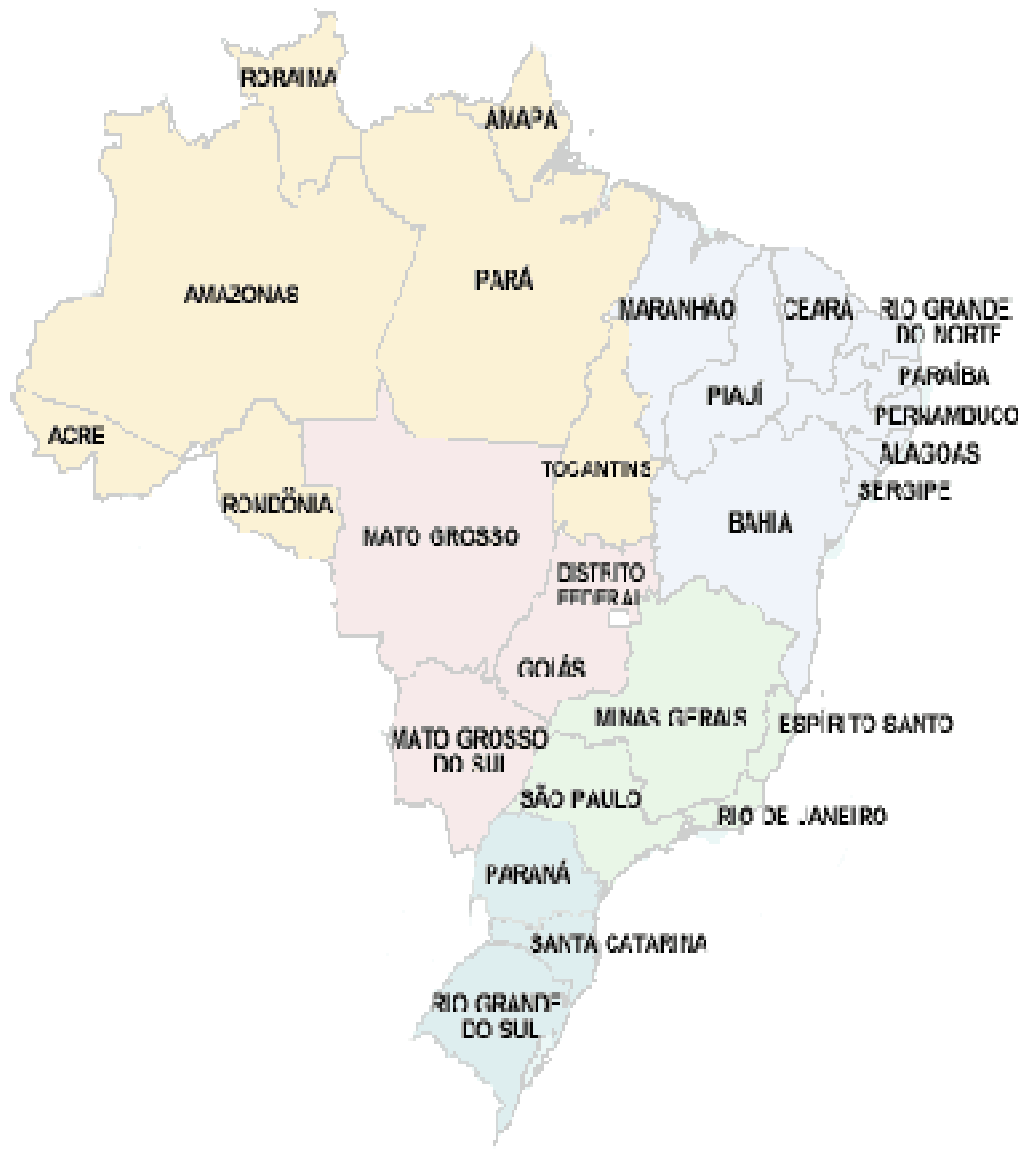 RORAIMA
AMAPÁ
AMAZONAS
PARÁ
MARANHÃO
CEARÁ
RIO GRANDE
DO NORTE
PARAÍBA
PIAUÍ
PERNAMBUCO
ACRE
ALAGOAS
TOCANTINS
SERGIPE
RONDÔNIA
BAHIA
MATO GROSSO
DISTRITO
FEDERAL
GOIÁS
MINAS GERAIS
ESPÍRITO SANTO
MATO GROSSO
DO SUL
SÃO PAULO
RIO DE JANEIRO
PARANÁ
SANTA CATARINA
RIO GRANDE
DO SUL